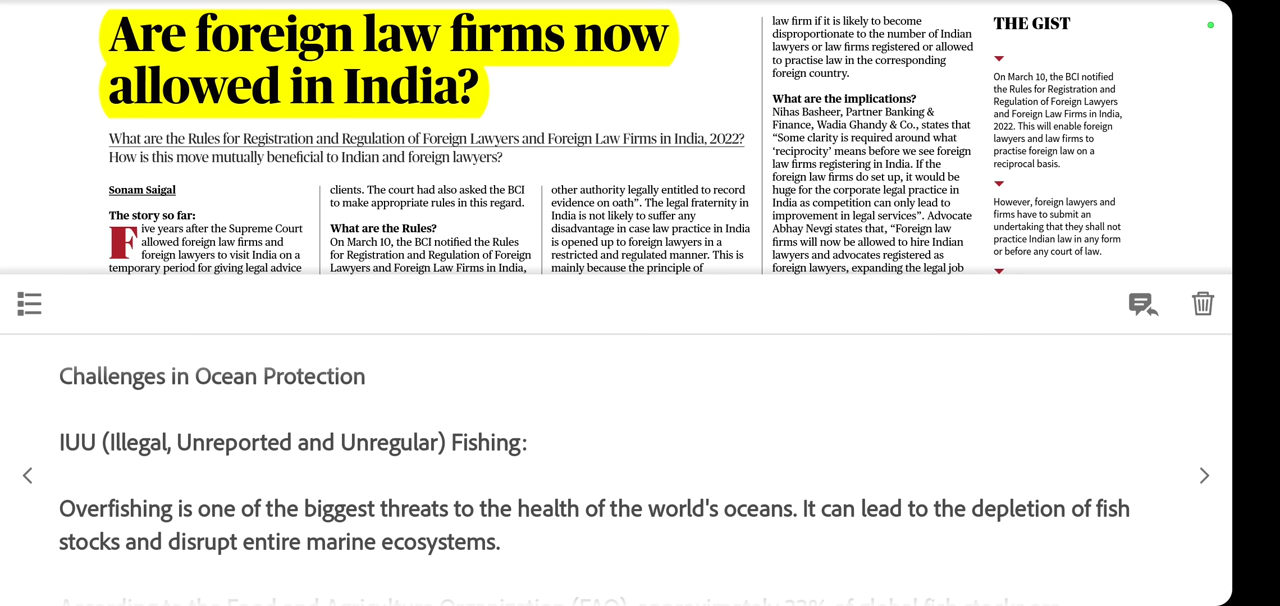 Are foreign law firms now
allowed in India?
What are the Rules for Registration and Regulation of Foreign Lawyers and Foreign Law Firms in India, 2022?
How is this move mutually beneficial to Indian and foreign lawyers?
Sonam Saigal
The story so far:
Five years after the Supreme Court
allowed foreign law firms and
foreign lawyers to visit India on a
temporary period for giving legal advice
clients. The court had also asked the BCI
to make appropriate rules in this regard.
What are the Rules?
On March 10, the BCI notified the Rules
for Registration and Regulation of Foreign
Lawyers and Foreign Law Firms in India,
other authority legally entitled to record
evidence on oath”. The legal fraternity in
India is not likely to suffer any
disadvantage in case law practice in India
is opened up to foreign lawyers in a
restricted and regulated manner. This is
mainly because the principle of
law firm if it is likely to become
disproportionate to the number of Indian
lawyers or law firms registered or allowed
to practise law in the corresponding
foreign country.
What are the implications?
Nihas Basheer, Partner Banking &
Finance, Wadia Ghandy & Co., states that
“Some clarity is required around what
‘reciprocity’ means before we see foreign
law firms registering in India. If the
foreign law firms do set up, it would be
huge for the corporate legal practice in
India as competition can only lead to
improvement in legal services”. Advocate
Abhay Nevgi states that, “Foreign law
firms will now be allowed to hire Indian
lawyers and advocates registered as
foreign lawyers, expanding the legal job
THE GIST
On March 10, the BCI notified
the Rules for Registration and
Regulation of Foreign Lawyers
and Foreign Law Firms in India,
2022. This will enable foreign
lawyers and law firms to
practise foreign law on a
reciprocal basis.
However, foreign lawyers and
firms have to submit an
undertaking that they shall not
practice Indian law in any form
or before any court of law.
Challenges in Ocean Protection
IUU (Illegal, Unreported and Unregular) Fishing:
Overfishing is one of the biggest threats to the health of the world's oceans. It can lead to the depletion of fish
stocks and disrupt entire marine ecosystems.
According to the Food and Agriculture Organization (FAO), approximately 33% of global fish stocks are